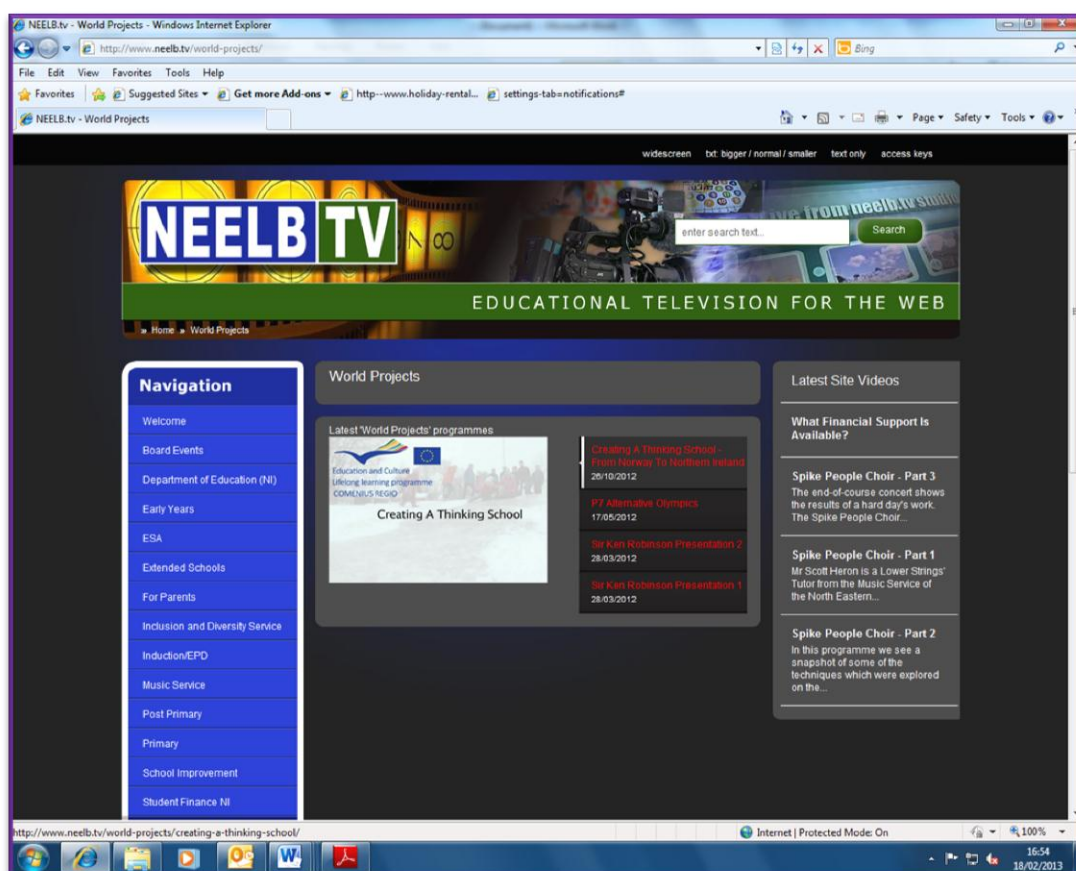 NEELB.tv - World Projects - Windows Internet Explorer
http://www.neelb.tv/world-projects/
Bing
File Edit View Favorites Tools Help
Favorites Suggested Sites Get more Add-ons http--www.holiday-rental... settings-tab=notifications#
NEELB.tv - World Projects
Page Safety Tools
widescreen txt: bigger / normal / smaller text only access keys
NEELB TV
live from neelb.tv studio
enter search text... Search
EDUCATIONAL TELEVISION FOR THE WEB
» Home » World Projects
Navigation
Welcome
Board Events
Department of Education (NI)
Early Years
ESA
Extended Schools
For Parents
Inclusion and Diversity Service
Induction/EPD
Music Service
Post Primary
Primary
School Improvement
Student Finance NI
World Projects
Latest 'World Projects' programmes
Education and Culture
Lifelong learning programme
COMENIUS REGIO
Creating A Thinking School
Creating A Thinking School -
From Norway To Northern Ireland
26/10/2012
P7 Alternative Olympics
17/05/2012
Sir Ken Robinson Presentation 2
28/03/2012
Sir Ken Robinson Presentation 1
28/03/2012
Latest Site Videos
What Financial Support Is
Available?
Spike People Choir - Part 3
The end-of-course concert shows
the results of a hard day's work.
The Spike People Choir...
Spike People Choir - Part 1
Mr Scott Heron is a Lower Strings'
Tutor from the Music Service of
the North Eastern...
Spike People Choir - Part 2
In this programme we see a
snapshot of some of the
techniques which were explored
on the...
http://www.neelb.tv/world-projects/creating-a-thinking-school/
Internet | Protected Mode: On
100%
16:54
18/02/2013